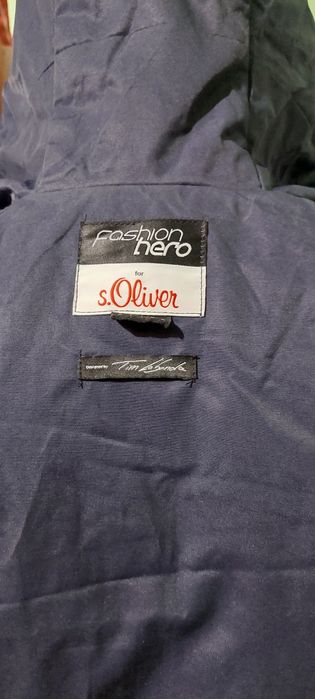 fashion
hero
for
s.Oliver
Designed by Tim Labenda